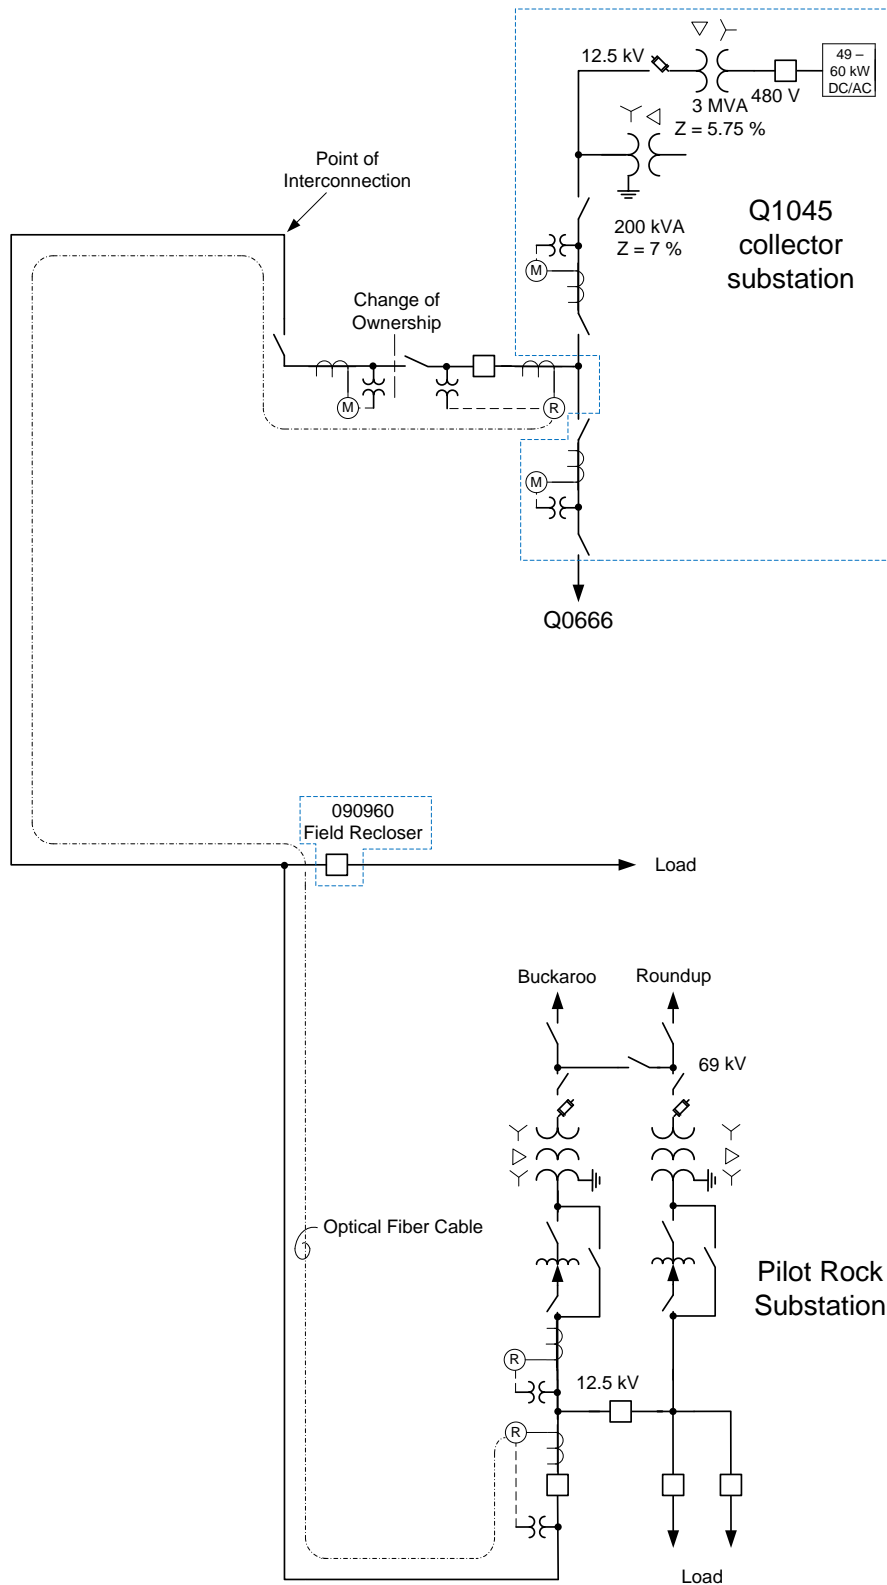 12.5 kV
49 –
60 kW
DC/AC
3 MVA
480 V
Z = 5.75 %
Point of
Interconnection
200 kVA
Z = 7 %
Q1045
collector
substation
M
Change of
Ownership
M
R
M
Q0666
090960
Field Recloser
Load
Buckaroo
Roundup
69 kV
Optical Fiber Cable
Pilot Rock
Substation
R
12.5 kV
R
Load